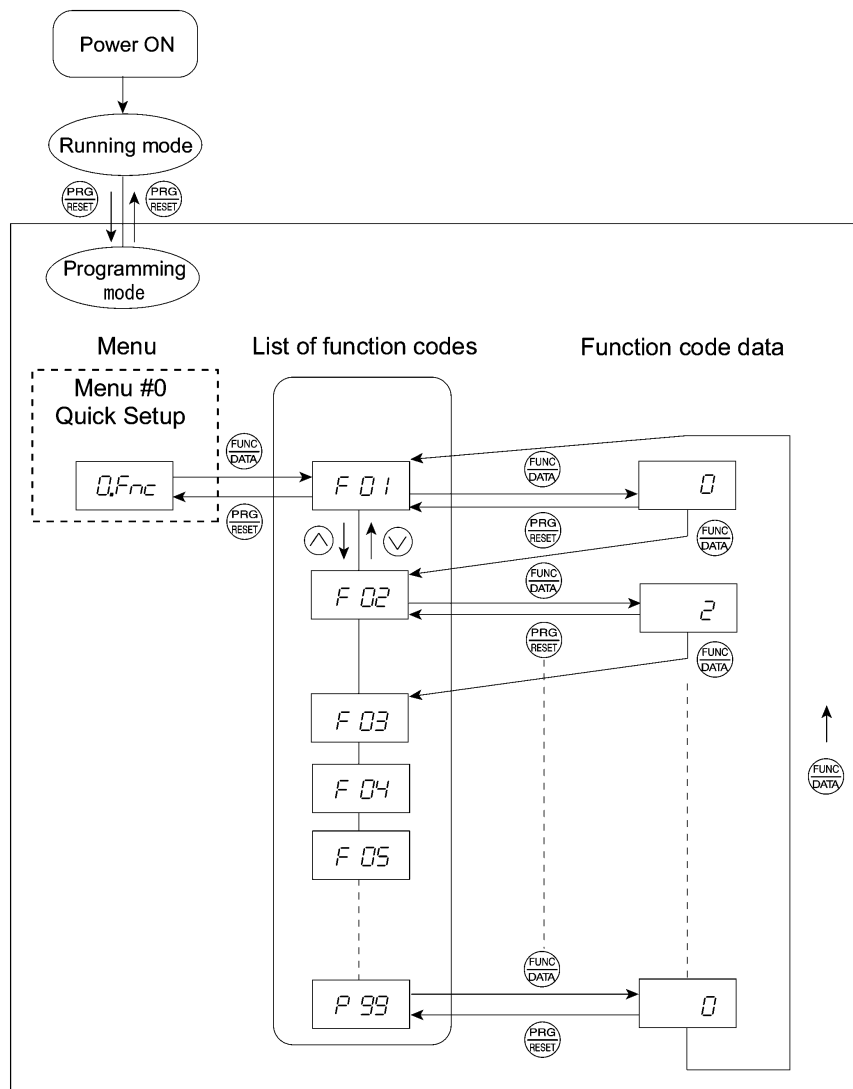 Power ON
Running mode
PRG
RESET
PRG
RESET
Programming
mode
Menu
List of function codes
Function code data
Menu #0
Quick Setup
FUNC
DATA
0.Fnc
F 01
FUNC
DATA
0
PRG
RESET
PRG
RESET
FUNC
DATA
F 02
FUNC
DATA
2
PRG
RESET
FUNC
DATA
F 03
FUNC
DATA
F 04
F 05
FUNC
DATA
P 99
0
PRG
RESET